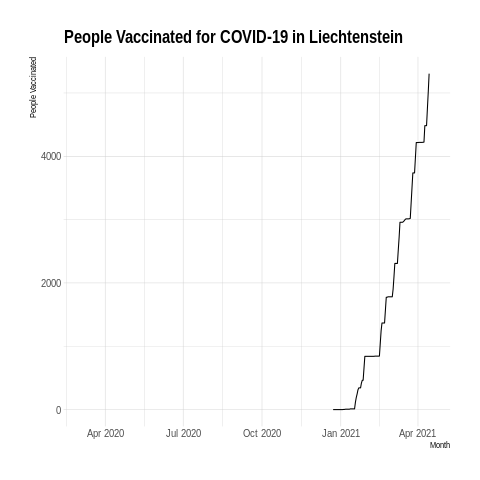 People Vaccinated for COVID-19 in Liechtenstein
People Vaccinated
4000
2000
0
Apr 2020 Jul 2020 Oct 2020 Jan 2021 Apr 2021
Month